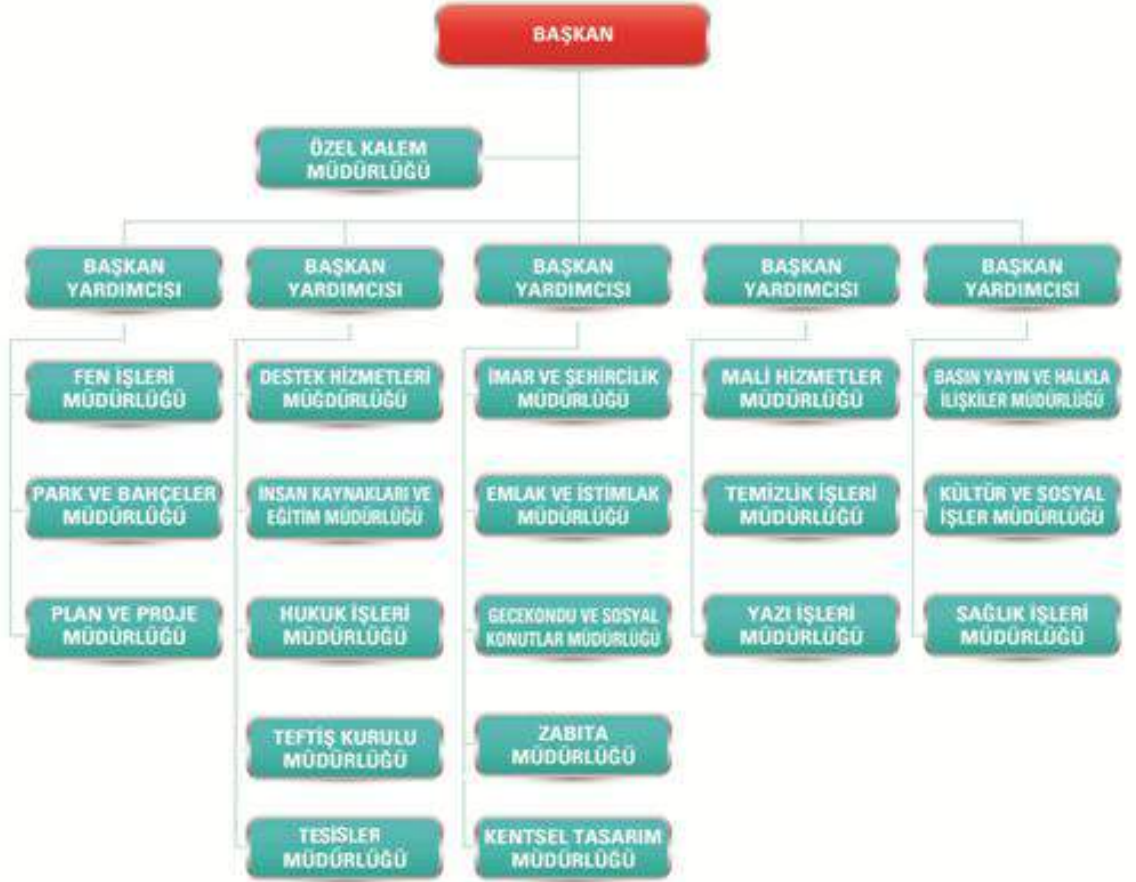 BAŞKAN
ÖZEL KALEM
MÜDÜRLÜĞÜ
BAŞKAN
YARDIMCISI
BAŞKAN
YARDIMCISI
BAŞKAN
YARDIMCISI
BAŞKAN
YARDIMCISI
BAŞKAN
YARDIMCISI
FEN İŞLERİ
MÜDÜRLÜĞÜ
DESTEK HİZMETLERİ
MÜGDÜRLÜĞÜ
İMAR VE ŞEHİRCİLİK
MÜDÜRLÜĞÜ
MALİ HİZMETLER
MÜDÜRLÜĞÜ
BASIN YAYIN VE HALKLA
İLİŞKİLER MÜDÜRLÜĞÜ
PARK VE BAHÇELER
MÜDÜRLÜĞÜ
İNSAN KAYNAKLARI VE
EĞİTİM MÜDÜRLÜĞÜ
EMLAK VE İSTİMLAK
MÜDÜRLÜĞÜ
TEMİZLİK İŞLERİ
MÜDÜRLÜĞÜ
KÜLTÜR VE SOSYAL
İŞLER MÜDÜRLÜĞÜ
PLAN VE PROJE
MÜDÜRLÜĞÜ
HUKUK İŞLERİ
MÜDÜRLÜĞÜ
GECEKONDU VE SOSYAL
KONUTLAR MÜDÜRLÜĞÜ
YAZI İŞLERİ
MÜDÜRLÜĞÜ
SAĞLIK İŞLERİ
MÜDÜRLÜĞÜ
TEFTİŞ KURULU
MÜDÜRLÜĞÜ
ZABITA
MÜDÜRLÜĞÜ
TESİSLER
MÜDÜRLÜĞÜ
KENTSEL TASARIM
MÜDÜRLÜĞÜ